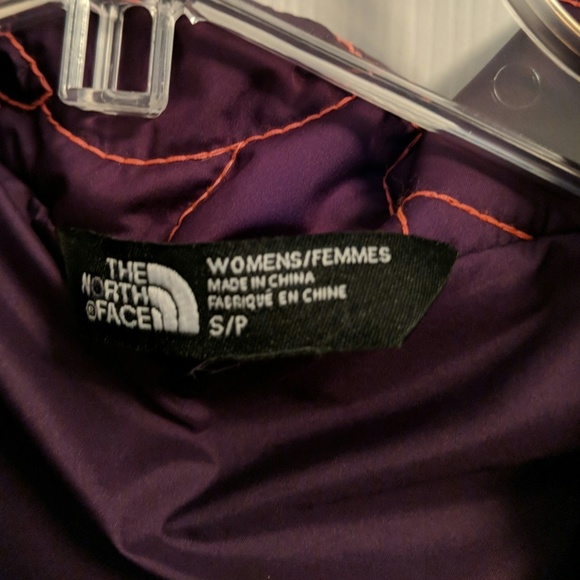 THE
NORTH
®FACE
WOMENS/FEMMES
MADE IN CHINA
FABRIQUÉ EN CHINE
S/P